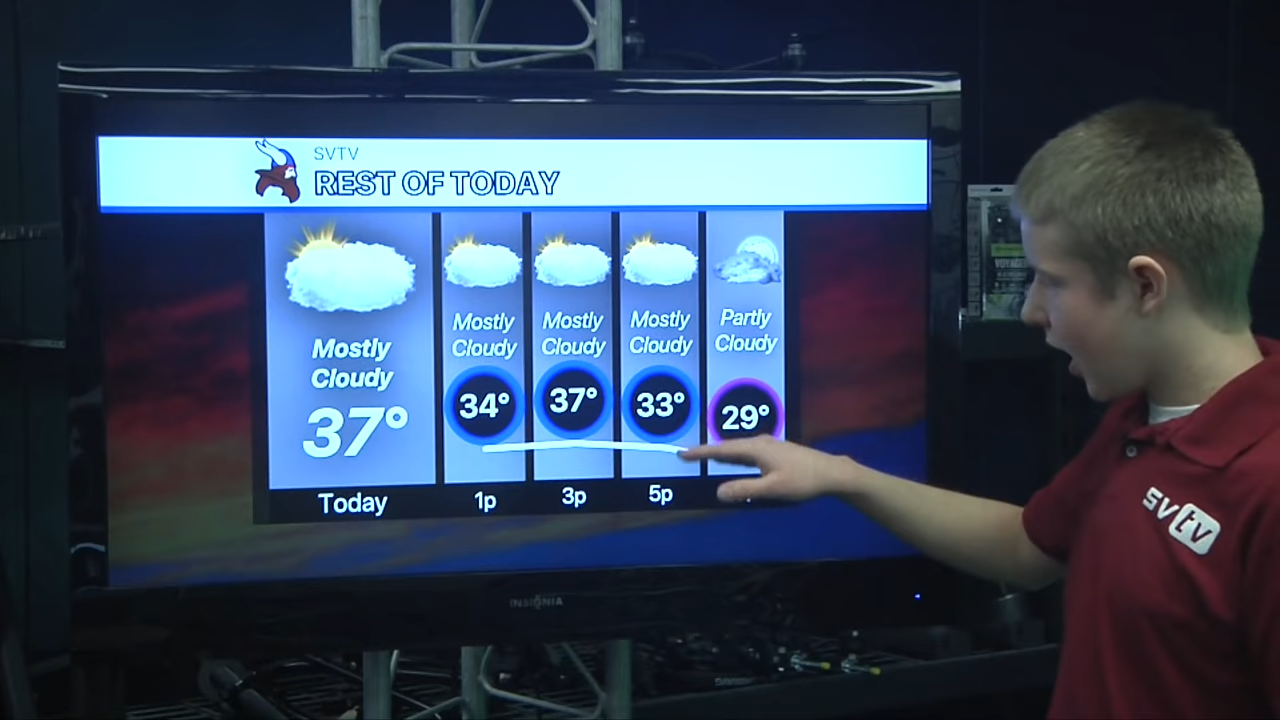 SVTV
REST OF TODAY
Mostly
Cloudy
37°
Today
Mostly
Cloudy
34°
1p
Mostly
Cloudy
37°
3p
Mostly
Cloudy
33°
5p
Partly
Cloudy
29°
INSIGNIA
SVtv
VOYAGER